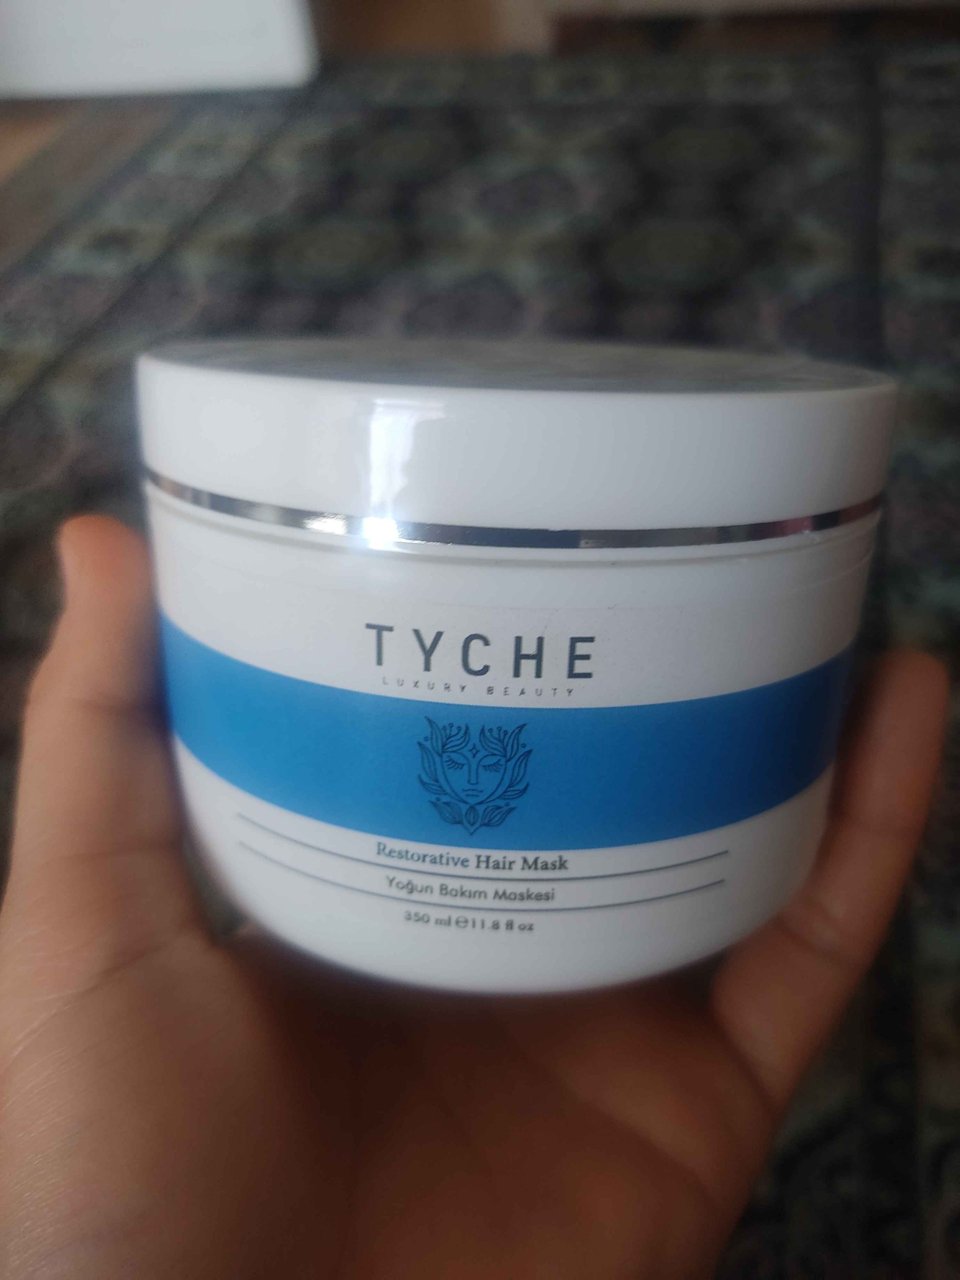 TYCHE
LUXURY BEAUTY
Restorative Hair Mask
Yoğun Bakım Maskesi
350 ml ℮11.8 fl oz